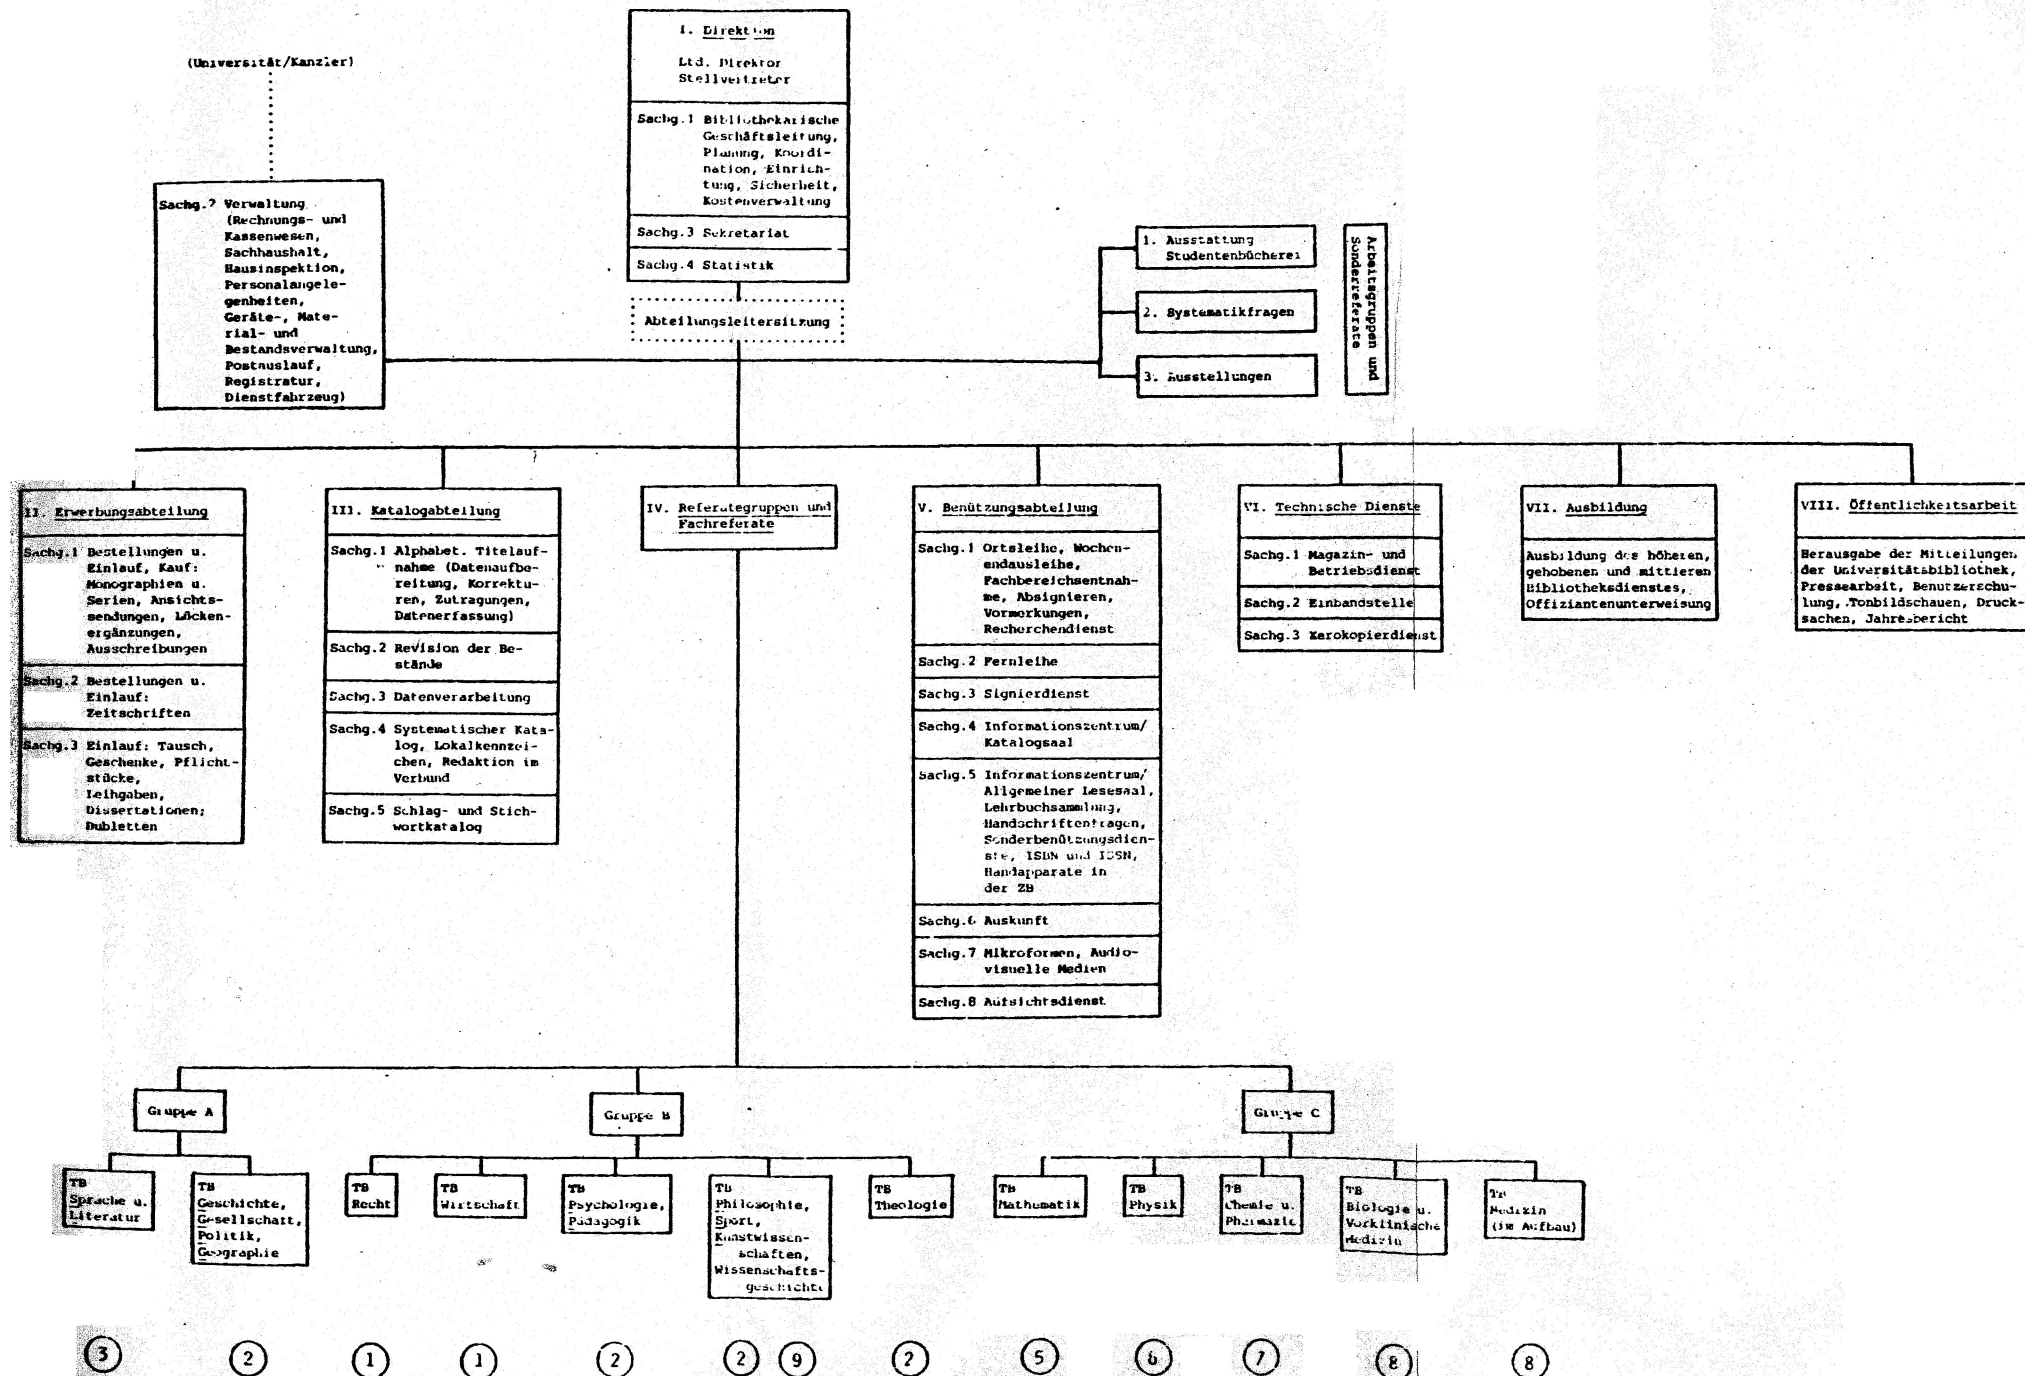 I. Direktion
Ltd. Direktor
Stellvertreter
Sachg.1 Bibliothekarische
Geschäftsleitung,
Planung, Koordi-
nation, Einrich-
tung, Sicherheit,
Kostenverwaltung
Sachg.3 Sekretariat
Sachg.4 Statistik
Abteilungsleitersitzung
(Universität/Kanzler)
Sachg.2 Verwaltung
(Rechnungs- und
Kassenwesen,
Sachhaushalt,
Hausinspektion,
Personalangele-
genheiten,
Geräte-, Mate-
rial- und
Bestandsverwaltung,
Postauslauf,
Registratur,
Dienstfahrzeug)
1. Ausstattung
Studentenbücherei
2. Systematikfragen
3. Ausstellungen
Arbeitsgruppen und
Sonderreferate
II. Erwerbungsabteilung
Sachg.1 Bestellungen u.
Einlauf, Kauf:
Monographien u.
Serien, Ansichts-
sendungen, Lücken-
ergänzungen,
Ausschreibungen
Sachg.2 Bestellungen u.
Einlauf:
Zeitschriften
Sachg.3 Einlauf: Tausch,
Geschenke, Pflicht-
stücke,
Leihgaben,
Dissertationen;
Dubletten
III. Katalogabteilung
Sachg.1 Alphabet. Titelauf-
nahme (Datenaufbe-
reitung, Korrektu-
ren, Zutragungen,
Datenerfassung)
Sachg.2 Revision der Be-
stände
Sachg.3 Datenverarbeitung
Sachg.4 Systematischer Kata-
log, Lokalkennzei-
chen, Redaktion im
Verbund
Sachg.5 Schlag- und Stich-
wortkatalog
IV. Referategruppen und
Fachreferate
V. Benützungsabteilung
Sachg.1 Ortsleihe, Wochen-
endausleihe,
Fachbereichsentnah-
me, Absignieren,
Vormerkungen,
Recherchendienst
Sachg.2 Fernleihe
Sachg.3 Signierdienst
Sachg.4 Informationszentrum/
Katalogsaal
Sachg.5 Informationszentrum/
Allgemeiner Lesesaal,
Lehrbuchsammlung,
Handschriftenfragen,
Sonderbenützungsdien-
ste, ISBN und ISSN,
Handapparate in
der ZB
Sachg.6 Auskunft
Sachg.7 Mikroformen, Audio-
visuelle Medien
Sachg.8 Aufsichtsdienst
VI. Technische Dienste
Sachg.1 Magazin- und
Betriebsdienst
Sachg.2 Einbandstelle
Sachg.3 Xerokopierdienst
VII. Ausbildung
Ausbildung des höheren,
gehobenen und mittleren
Bibliotheksdienstes,
Offiziantenunterweisung
VIII. Öffentlichkeitsarbeit
Herausgabe der Mitteilungen
der Universitätsbibliothek,
Pressearbeit, Benutzerschu-
lung, Tonbildschauen, Druck-
sachen, Jahresbericht
Gruppe A
Gruppe B
Gruppe C
TB
Sprache u.
Literatur
TB
Geschichte,
Gesellschaft,
Politik,
Geographie
TB
Recht
TB
Wirtschaft
TB
Psychologie,
Pädagogik
TB
Philosophie,
Sport,
Kunstwissen-
schaften,
Wissenschafts-
geschichte
TB
Theologie
TB
Mathematik
TB
Physik
TB
Chemie u.
Pharmazie
TB
Biologie u.
Vorklinische
Medizin
TB
Medizin
(im Aufbau)
3 2 1 1 2 2 9 2 5 6 7 8 8